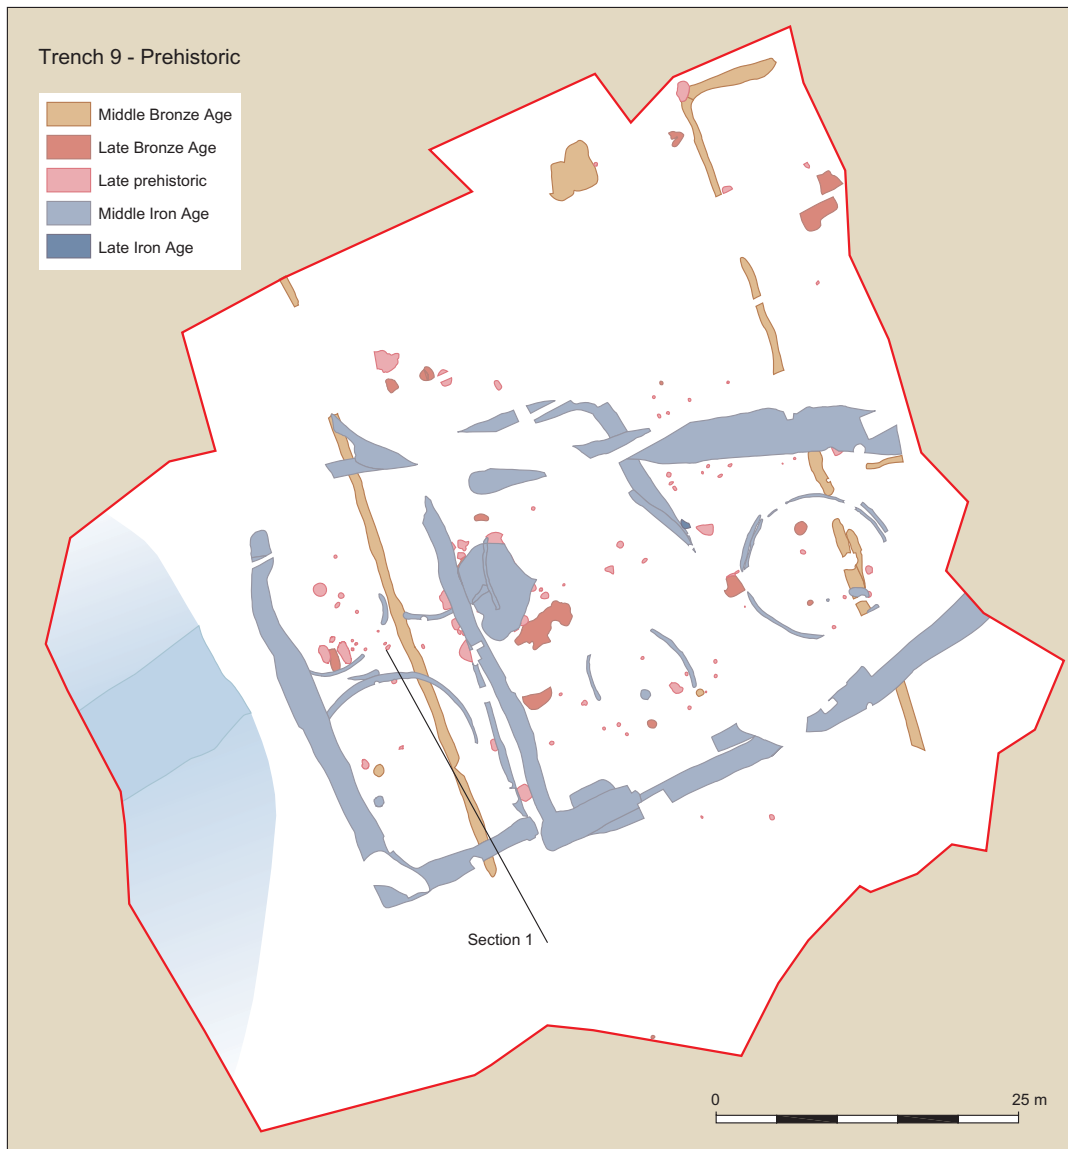 Trench 9 - Prehistoric
Middle Bronze Age
Late Bronze Age
Late prehistoric
Middle Iron Age
Late Iron Age
Section 1
0 25 m